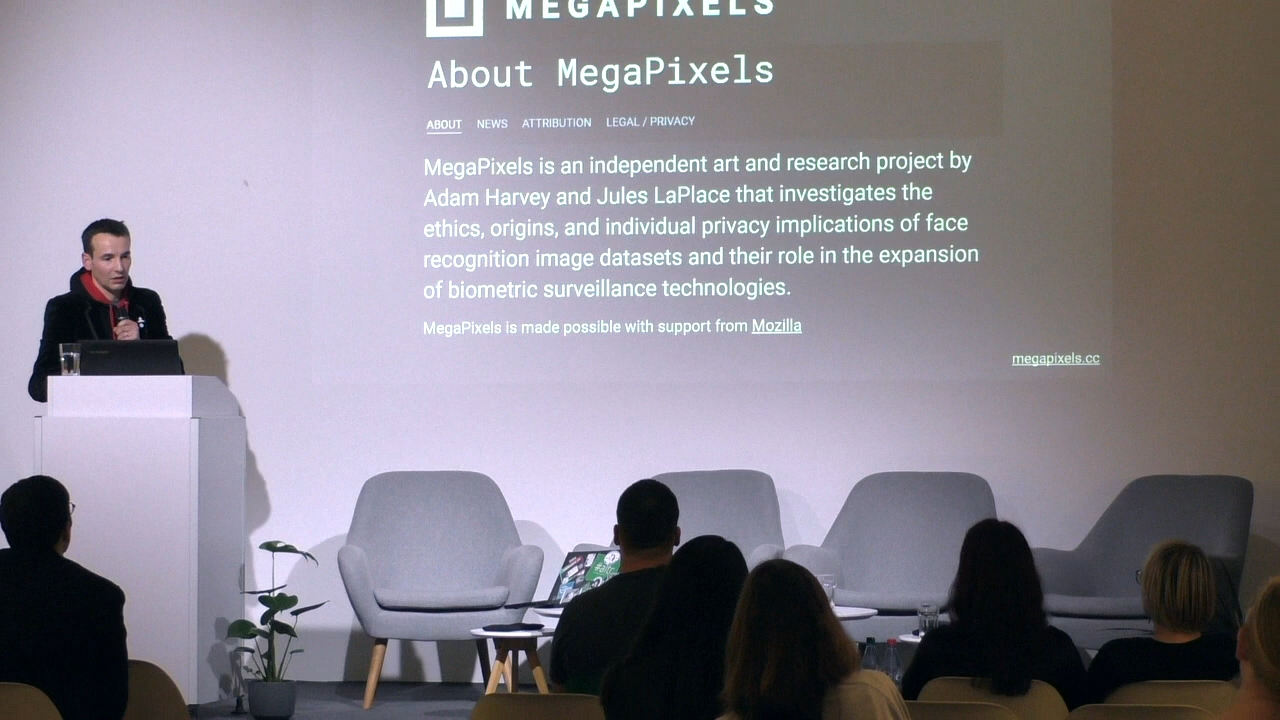 MEGAPIXELS
About MegaPixels
ABOUT NEWS ATTRIBUTION LEGAL / PRIVACY
MegaPixels is an independent art and research project by
Adam Harvey and Jules LaPlace that investigates the
ethics, origins, and individual privacy implications of face
recognition image datasets and their role in the expansion
of biometric surveillance technologies.
MegaPixels is made possible with support from Mozilla
megapixels.cc